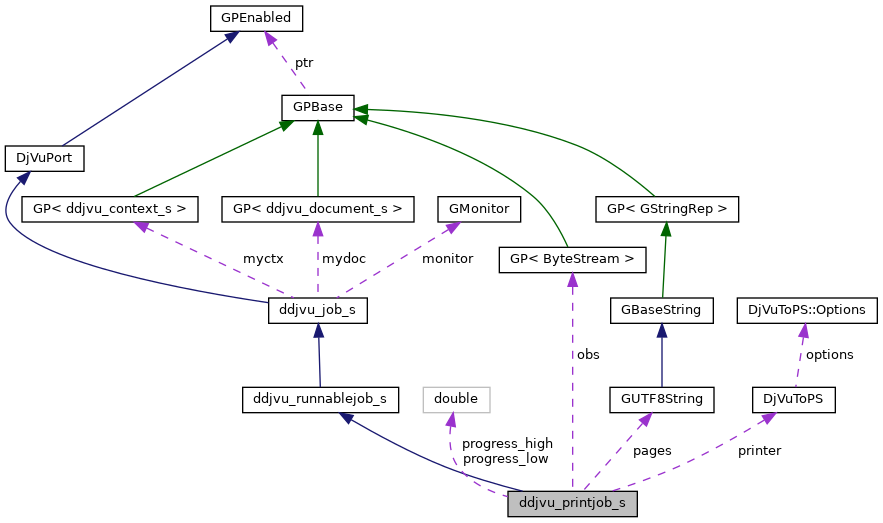 GPEnabled
ptr
GPBase
DjVuPort
GP< ddjvu_context_s >
GP< ddjvu_document_s >
GMonitor
GP< GStringRep >
myctx
mydoc
monitor
GP< ByteStream >
ddjvu_job_s
GBaseString
DjVuToPS::Options
obs
options
ddjvu_runnablejob_s
double
GUTF8String
DjVuToPS
progress_high
progress_low
pages
printer
ddjvu_printjob_s